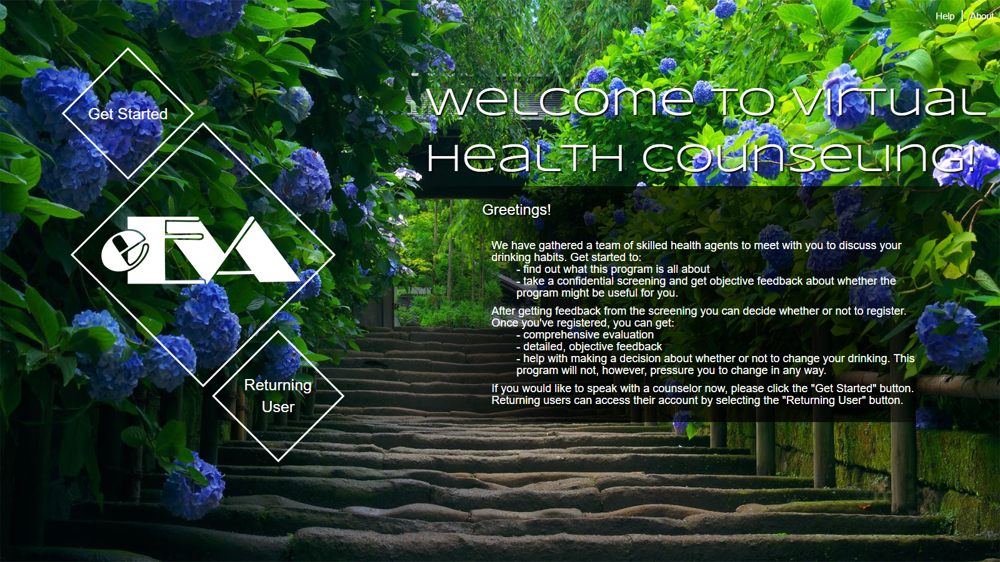 Help | About
Get Started
Welcome to Virtual
Health Counseling!
Greetings!
eEVA
We have gathered a team of skilled health agents to meet with you to discuss your
drinking habits. Get started to:
- find out what this program is all about
- take a confidential screening and get objective feedback about whether the
program might be useful for you.
After getting feedback from the screening you can decide whether or not to register.
Once you've registered, you can get:
- comprehensive evaluation
- detailed, objective feedback
- help with making a decision about whether or not to change your drinking. This
program will not, however, pressure you to change in any way.
If you would like to speak with a counselor now, please click the "Get Started" button.
Returning users can access their account by selecting the "Returning User" button.
Returning
User